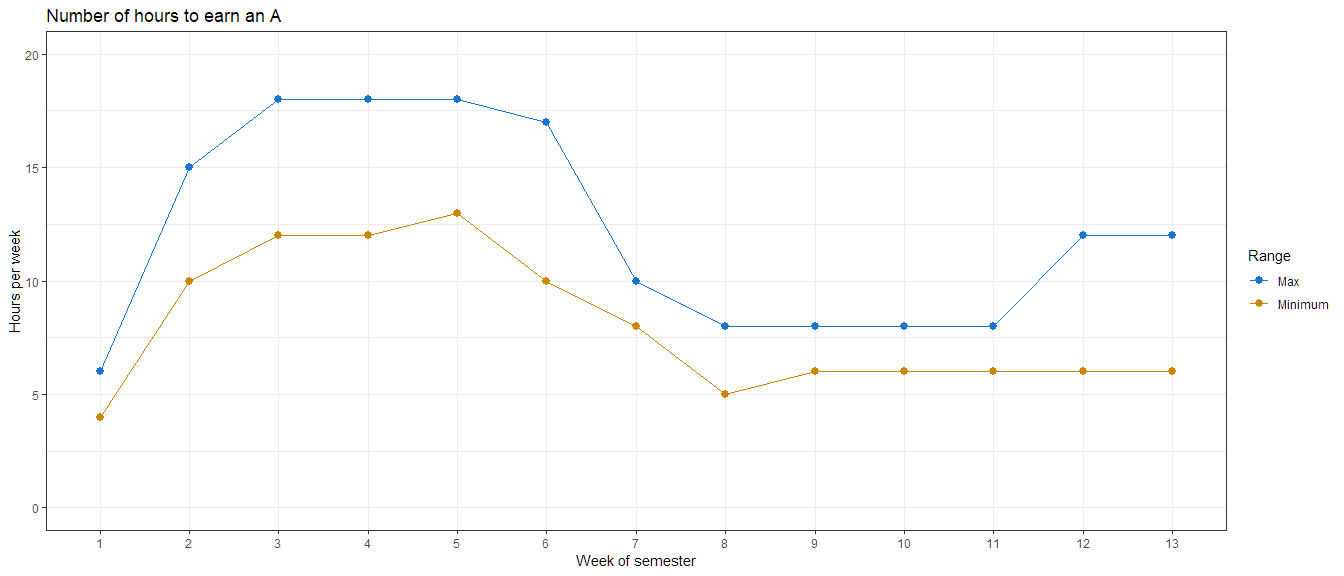 Number of hours to earn an A
20
15
10
5
0
Hours per week
1 2 3 4 5 6 7 8 9 10 11 12 13
Week of semester
Range
Max
Minimum